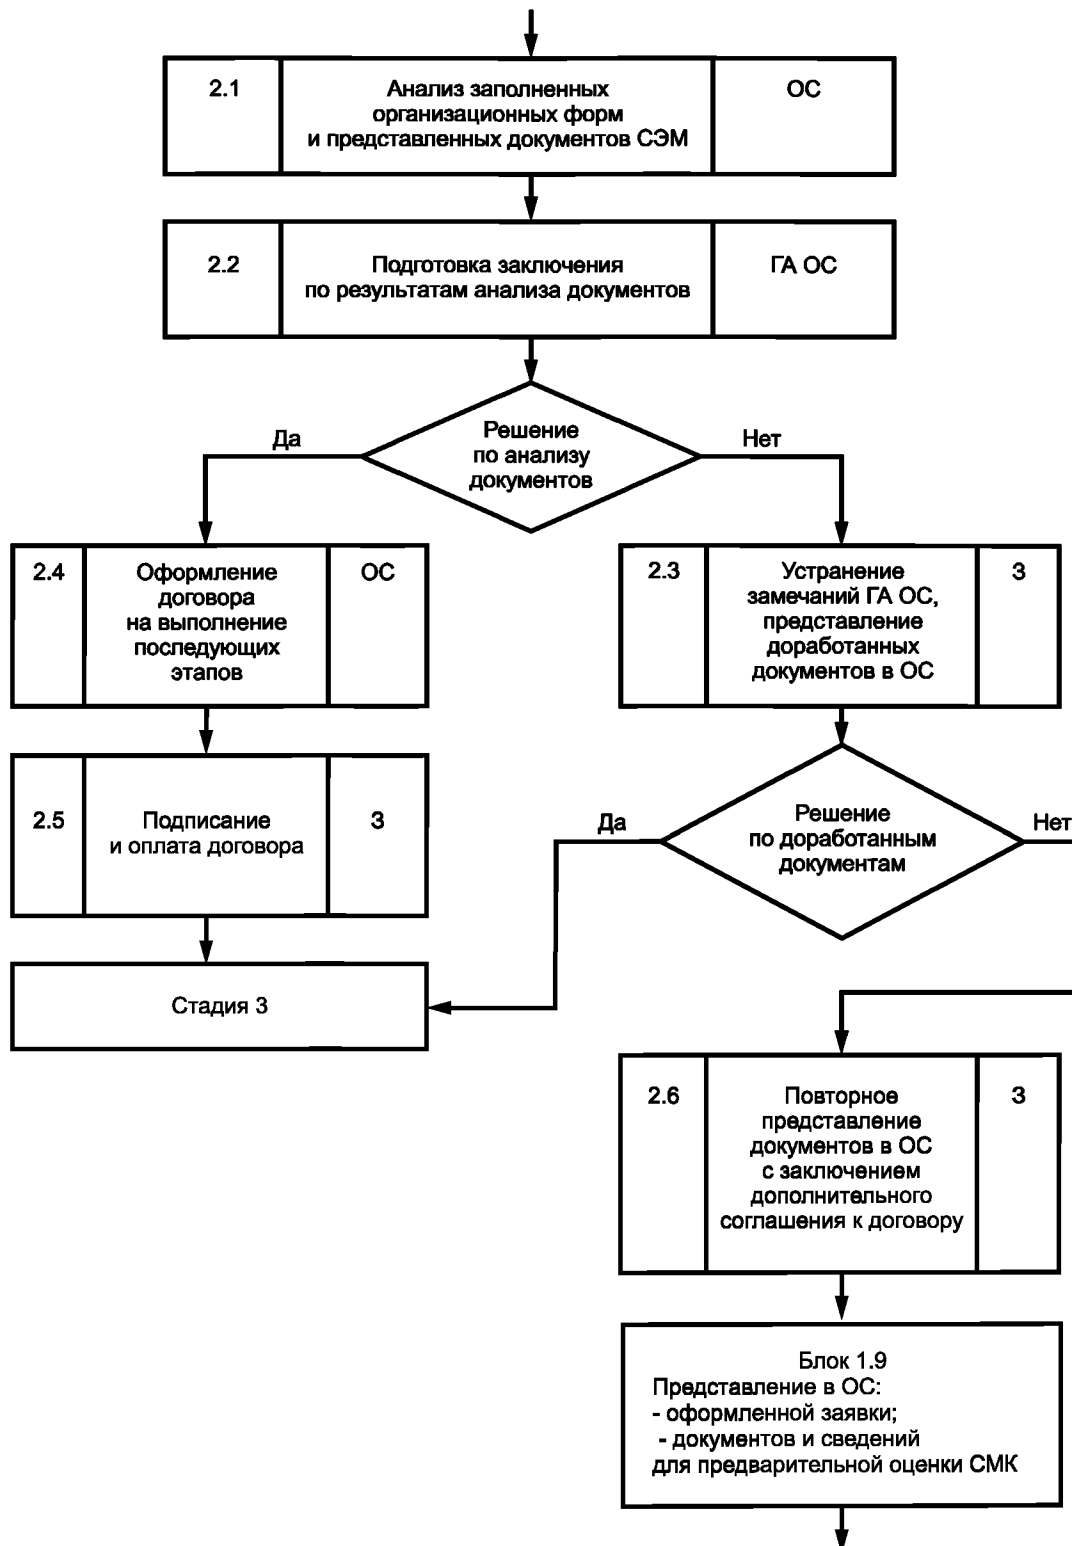 2.1
Анализ заполненных
организационных форм
и представленных документов СЭМ
ОС
2.2
Подготовка заключения
по результатам анализа документов
ГА ОС
Да
Решение
по анализу
документов
Нет
2.4
Оформление
договора
на выполнение
последующих
этапов
ОС
2.3
Устранение
замечаний ГА ОС,
представление
доработанных
документов в ОС
З
2.5
Подписание
и оплата договора
З
Да
Решение
по доработанным
документам
Нет
Стадия 3
2.6
Повторное
представление
документов в ОС
с заключением
дополнительного
соглашения к договору
З
Блок 1.9
Представление в ОС:
- оформленной заявки;
- документов и сведений
для предварительной оценки СМК